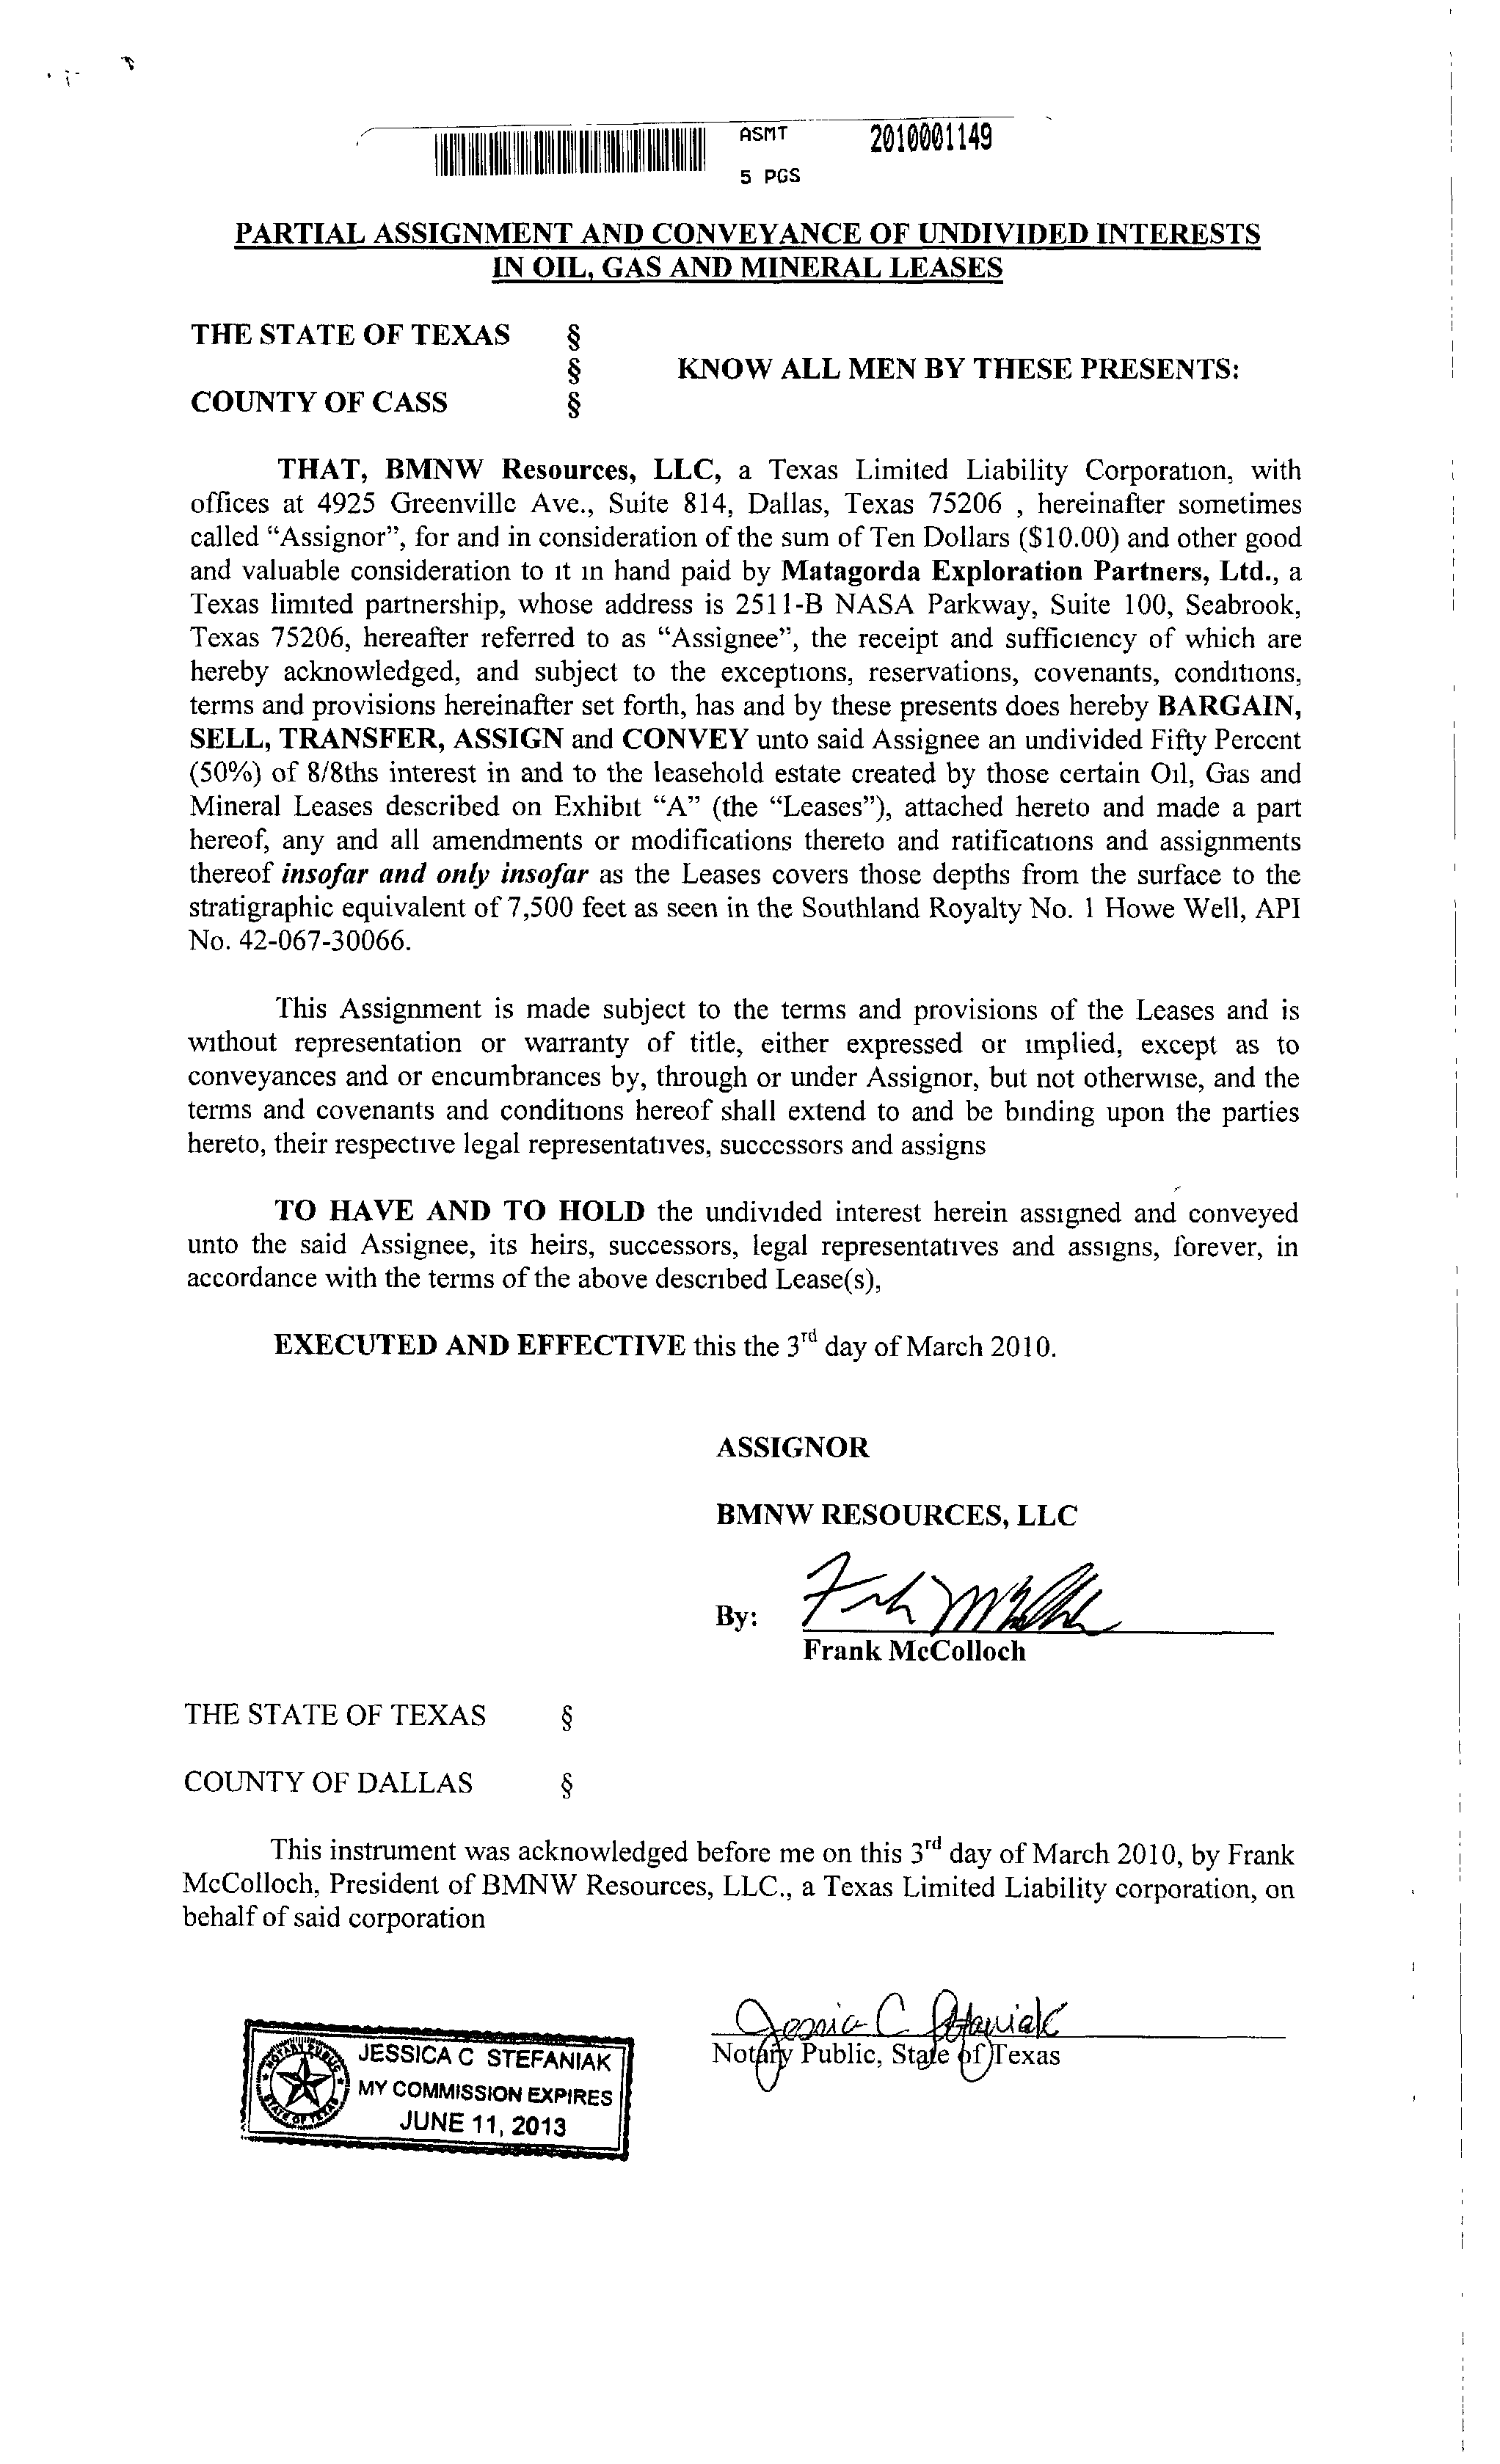 ASMT 2010001149
5 PGS
PARTIAL ASSIGNMENT AND CONVEYANCE OF UNDIVIDED INTERESTS
IN OIL, GAS AND MINERAL LEASES
THE STATE OF TEXAS §
§ KNOW ALL MEN BY THESE PRESENTS:
COUNTY OF CASS §
THAT, BMNW Resources, LLC, a Texas Limited Liability Corporation, with
offices at 4925 Greenville Ave., Suite 814, Dallas, Texas 75206 , hereinafter sometimes
called “Assignor”, for and in consideration of the sum of Ten Dollars ($10.00) and other good
and valuable consideration to it in hand paid by Matagorda Exploration Partners, Ltd., a
Texas limited partnership, whose address is 2511-B NASA Parkway, Suite 100, Seabrook,
Texas 75206, hereafter referred to as “Assignee”, the receipt and sufficiency of which are
hereby acknowledged, and subject to the exceptions, reservations, covenants, conditions,
terms and provisions hereinafter set forth, has and by these presents does hereby BARGAIN,
SELL, TRANSFER, ASSIGN and CONVEY unto said Assignee an undivided Fifty Percent
(50%) of 8/8ths interest in and to the leasehold estate created by those certain Oil, Gas and
Mineral Leases described on Exhibit “A” (the “Leases”), attached hereto and made a part
hereof, any and all amendments or modifications thereto and ratifications and assignments
thereof insofar and only insofar as the Leases covers those depths from the surface to the
stratigraphic equivalent of 7,500 feet as seen in the Southland Royalty No. 1 Howe Well, API
No. 42-067-30066.
This Assignment is made subject to the terms and provisions of the Leases and is
without representation or warranty of title, either expressed or implied, except as to
conveyances and or encumbrances by, through or under Assignor, but not otherwise, and the
terms and covenants and conditions hereof shall extend to and be binding upon the parties
hereto, their respective legal representatives, successors and assigns
TO HAVE AND TO HOLD the undivided interest herein assigned and conveyed
unto the said Assignee, its heirs, successors, legal representatives and assigns, forever, in
accordance with the terms of the above described Lease(s),
EXECUTED AND EFFECTIVE this the 3rd day of March 2010.
ASSIGNOR
BMNW RESOURCES, LLC
By:
Frank McColloch
THE STATE OF TEXAS §
COUNTY OF DALLAS §
This instrument was acknowledged before me on this 3rd day of March 2010, by Frank
McColloch, President of BMNW Resources, LLC., a Texas Limited Liability corporation, on
behalf of said corporation
Jessica C Stefaniak
Notary Public, State of Texas
NOTARY PUBLIC
STATE OF TEXAS
JESSICA C STEFANIAK
MY COMMISSION EXPIRES
JUNE 11, 2013